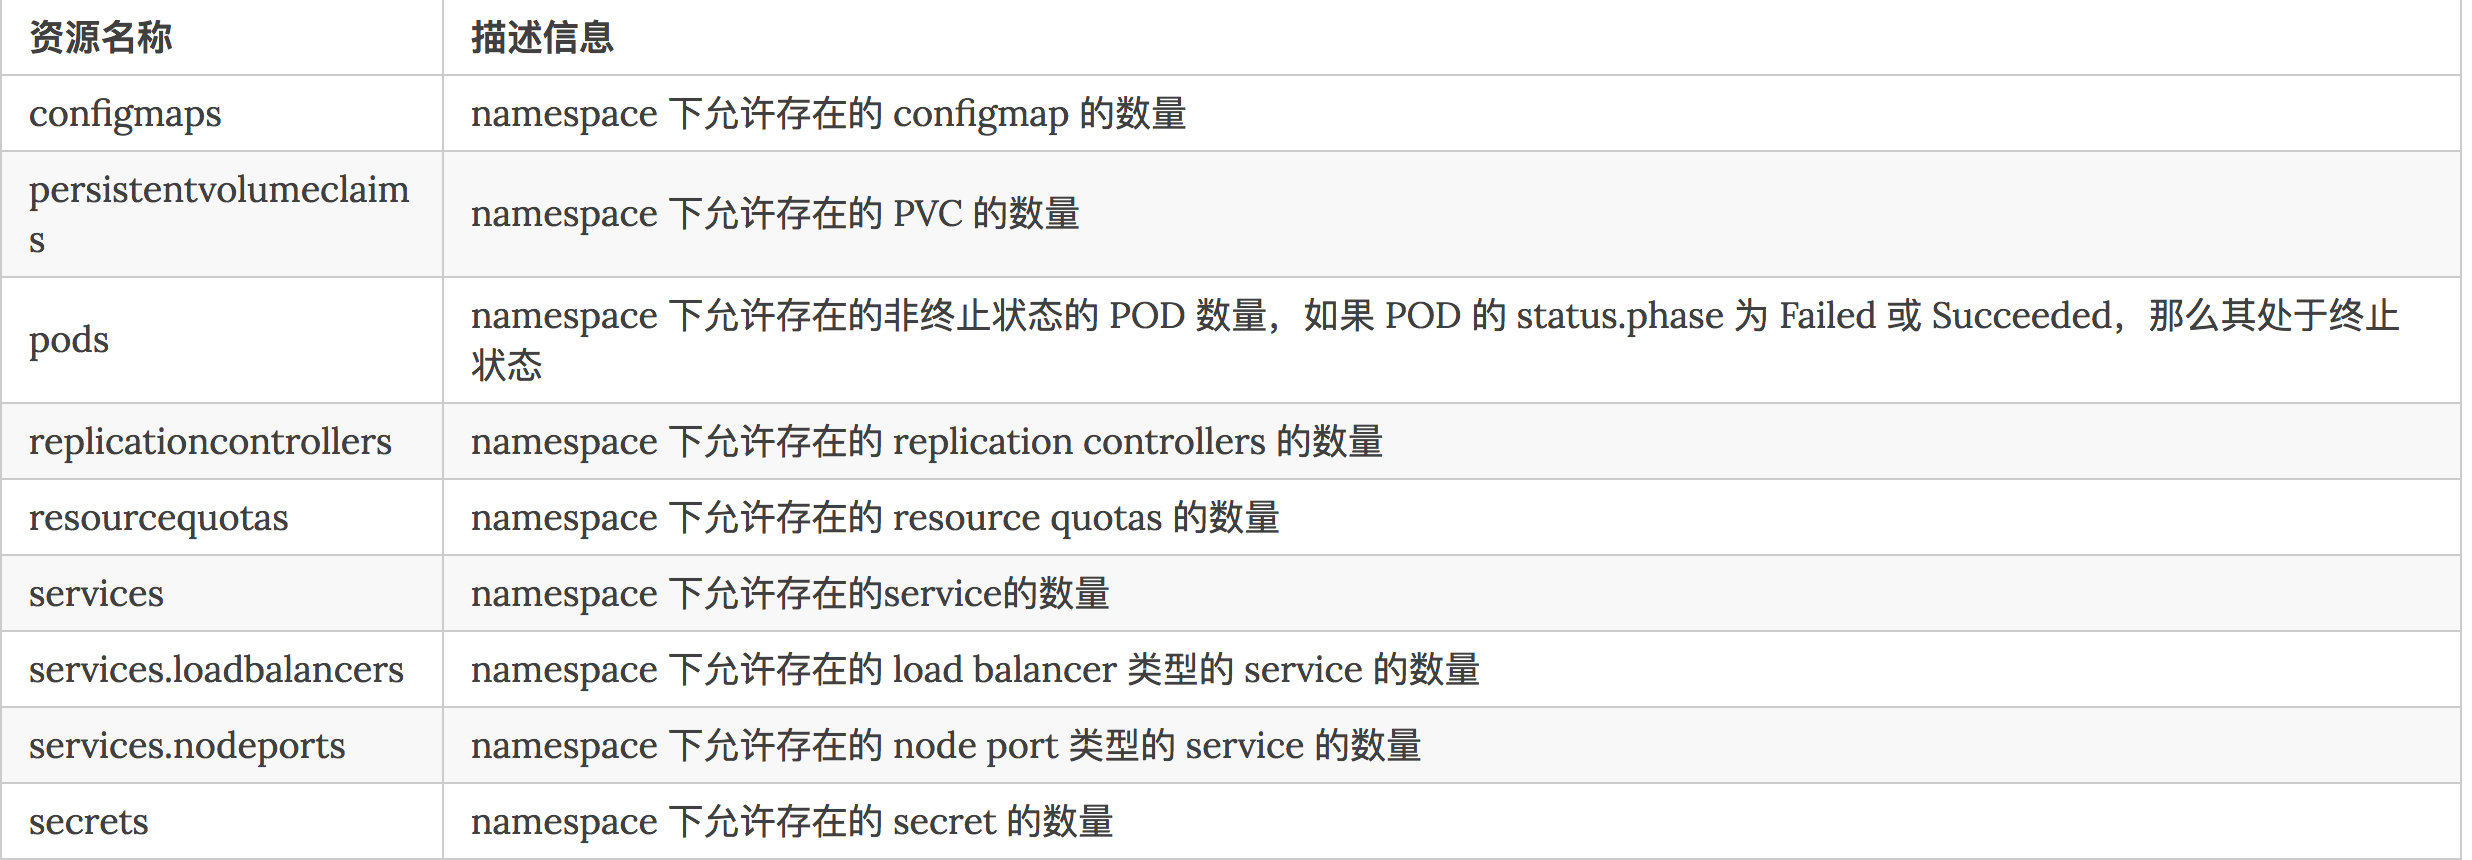 资源名称 描述信息
configmaps namespace 下允许存在的 configmap 的数量
persistentvolumeclaim
s
namespace 下允许存在的 PVC 的数量
pods
namespace 下允许存在的非终止状态的 POD 数量，如果 POD 的 status.phase 为 Failed 或 Succeeded，那么其处于终止
状态
replicationcontrollers namespace 下允许存在的 replication controllers 的数量
resourcequotas namespace 下允许存在的 resource quotas 的数量
services namespace 下允许存在的service的数量
services.loadbalancers namespace 下允许存在的 load balancer 类型的 service 的数量
services.nodeports namespace 下允许存在的 node port 类型的 service 的数量
secrets namespace 下允许存在的 secret 的数量